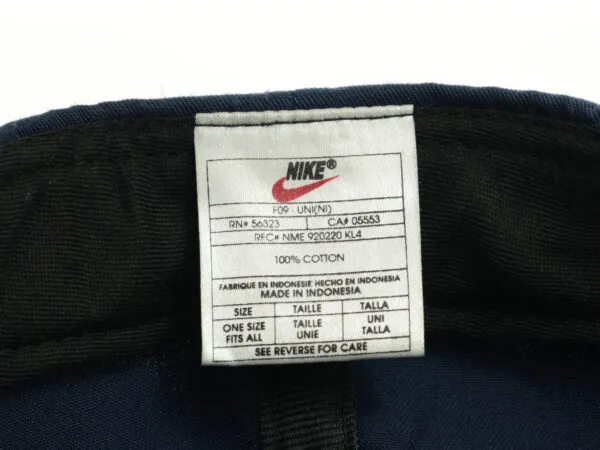 NIKE®
F09 - UNI(NI)
RN# 56323 CA# 05553
RFC# NME 920220 KL4
100% COTTON
FABRIQUE EN INDONESIE HECHO EN INDONESIA
MADE IN INDONESIA
SIZE TAILLE TALLA
ONE SIZE FITS ALL TAILLE UNIE UNI TALLA
SEE REVERSE FOR CARE